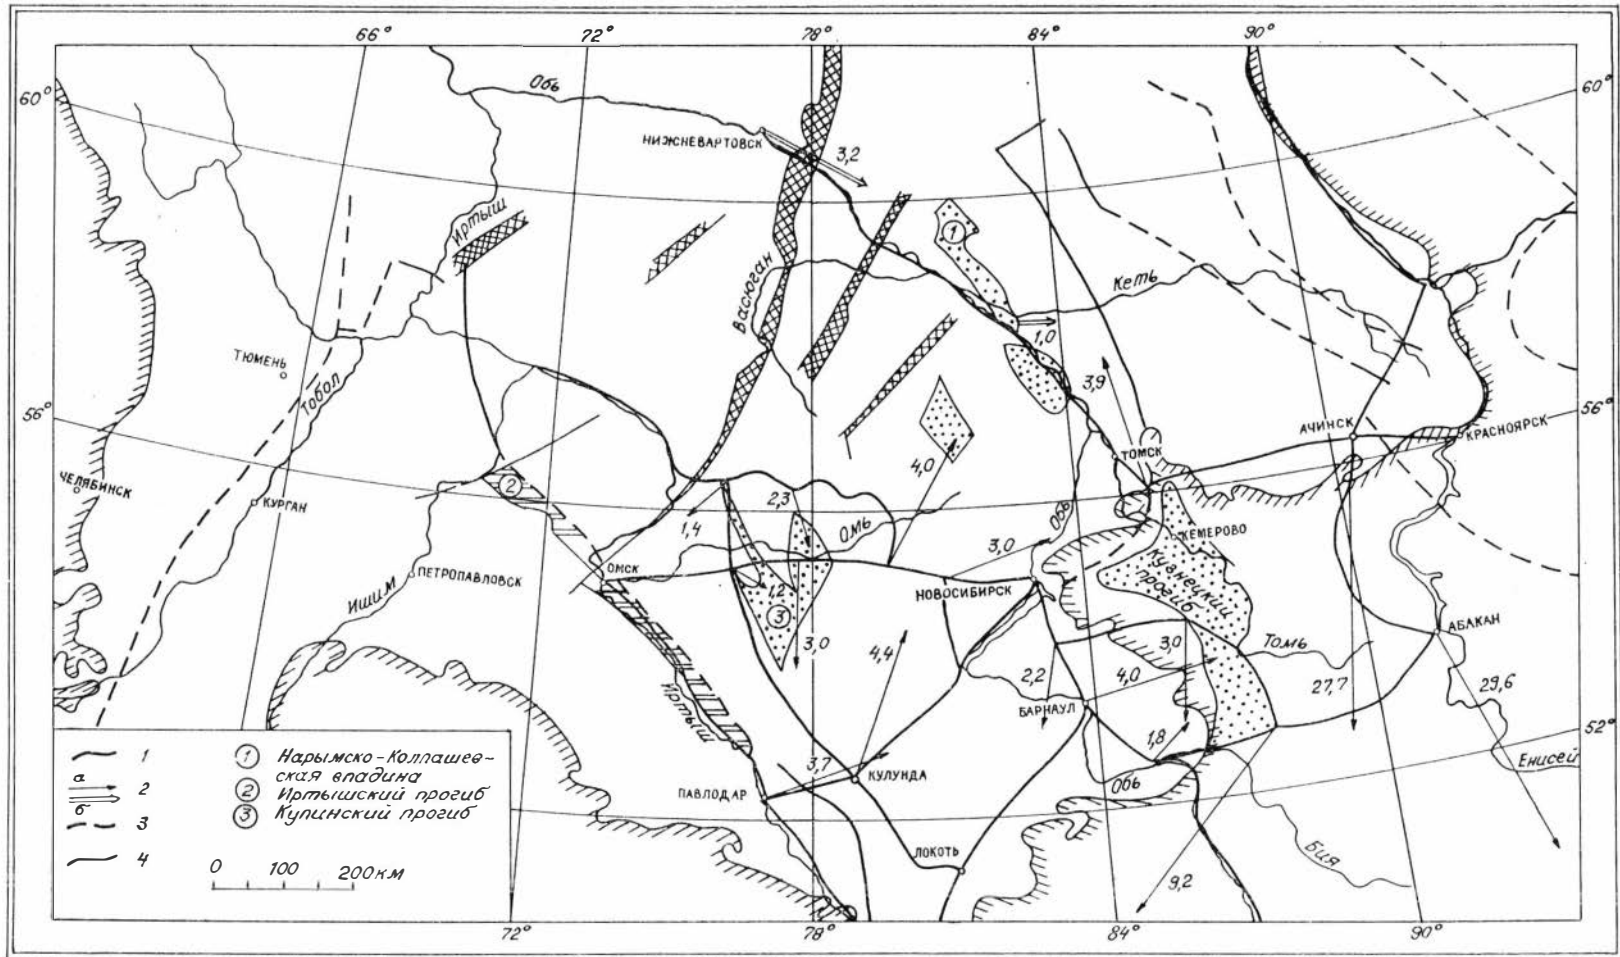 66°
72°
78°
84°
90°
60°
60°
Обь
НИЖНЕВАРТОВСК
3,2
Иртыш
Васюган
1
Кеть
1,0
ТЮМЕНЬ
Тобол
3,9
56°
56°
АЧИНСК
КРАСНОЯРСК
ТОМСК
4,0
ЧЕЛЯБИНСК
КУРГАН
2
2,3
1,4
Омь
Обь
3,0
КЕМЕРОВО
Кузнецкий
прогиб
ОМСК
ПЕТРОПАВЛОВСК
Ишим
НОВОСИБИРСК
1,2
3
3,0
4,4
АБАКАН
Томь
3,0
2,2
4,0
27,7
29,6
БАРНАУЛ
Иртыш
1,8
52°
Енисей
3,7
КУЛУНДА
Обь
ПАВЛОДАР
ЛОКОТЬ
Бия
9,2
1
а
2
б
3
4
1 Нарымско-Колпашев-
ская впадина
2 Иртышский прогиб
3 Купинский прогиб
0 100 200км
72°
78°
84°
90°